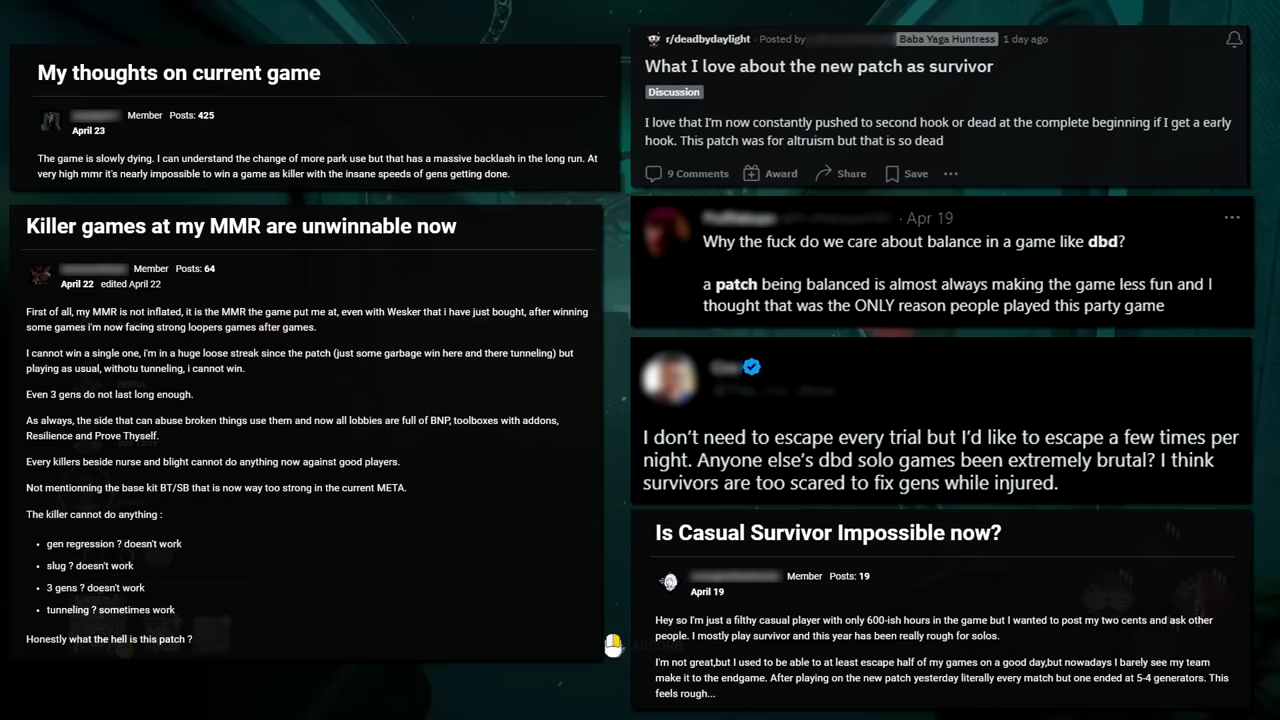 My thoughts on current game
Member Posts: 425
April 23
The game is slowly dying. I can understand the change of more park use but that has a massive backlash in the long run. At
very high mmr it's nearly impossible to win a game as killer with the insane speeds of gens getting done.
Killer games at my MMR are unwinnable now
Member Posts: 64
April 22 edited April 22
First of all, my MMR is not inflated, it is the MMR the game put me at, even with Wesker that i have just bought, after winning
some games i'm now facing strong loopers games after games.
I cannot win a single one, i'm in a huge loose streak since the patch (just some garbage win here and there tunneling) but
playing as usual, withotu tunneling, i cannot win.
Even 3 gens do not last long enough.
As always, the side that can abuse broken things use them and now all lobbies are full of BNP, toolboxes with addons,
Resilience and Prove Thyself.
Every killers beside nurse and blight cannot do anything now against good players.
Not mentionning the base kit BT/SB that is now way too strong in the current META.
The killer cannot do anything :
• gen regression ? doesn't work
• slug ? doesn't work
• 3 gens ? doesn't work
• tunneling ? sometimes work
Honestly what the hell is this patch ?
r/deadbydaylight · Posted by Baba Yaga Huntress 1 day ago
What I love about the new patch as survivor
Discussion
I love that I'm now constantly pushed to second hook or dead at the complete beginning if I get a early
hook. This patch was for altruism but that is so dead
9 Comments Award Share Save
· Apr 19
Why the fuck do we care about balance in a game like dbd?
a patch being balanced is almost always making the game less fun and I
thought that was the ONLY reason people played this party game
I don't need to escape every trial but I'd like to escape a few times per
night. Anyone else's dbd solo games been extremely brutal? I think
survivors are too scared to fix gens while injured.
Is Casual Survivor Impossible now?
Member Posts: 19
April 19
Hey so I'm just a filthy casual player with only 600-ish hours in the game but I wanted to post my two cents and ask other
people. I mostly play survivor and this year has been really rough for solos.
I'm not great,but I used to be able to at least escape half of my games on a good day,but nowadays I barely see my team
make it to the endgame. After playing on the new patch yesterday literally every match but one ended at 5-4 generators. This
feels rough...
ABSORB